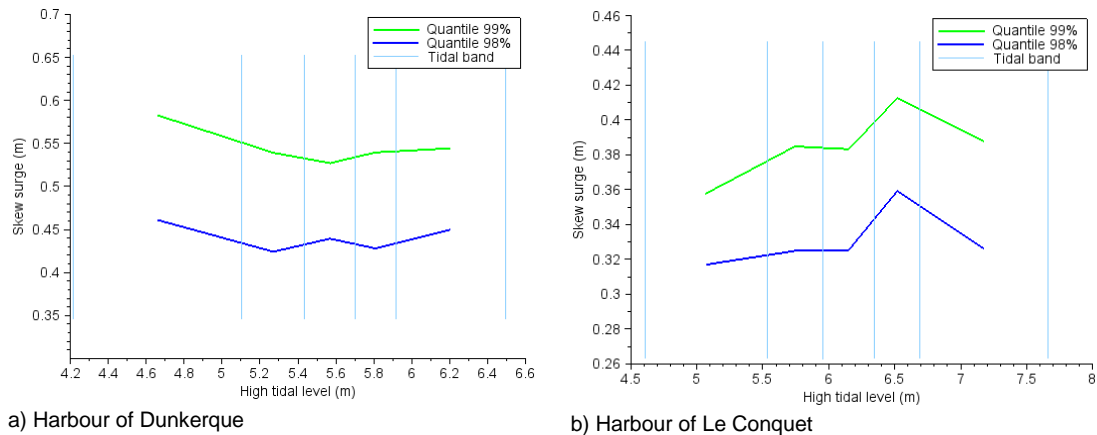 0.7
0.65
0.6
0.55
0.5
0.45
0.4
0.35
Skew surge (m)
4.2 4.4 4.6 4.8 5 5.2 5.4 5.6 5.8 6 6.2 6.4 6.6
High tidal level (m)
Quantile 99%
Quantile 98%
Tidal band
a) Harbour of Dunkerque
0.46
0.44
0.42
0.4
0.38
0.36
0.34
0.32
0.3
0.28
0.26
Skew surge (m)
4.5 5 5.5 6 6.5 7 7.5 8
High tidal level (m)
Quantile 99%
Quantile 98%
Tidal band
b) Harbour of Le Conquet